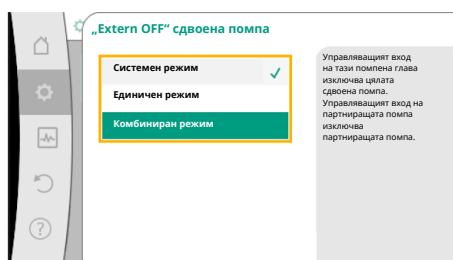 „Extern OFF“ сдвоена помпа
Системен режим
Единичен режим
Комбиниран режим
Управляващият вход
на тази помпена глава
изключва цялата
сдвоена помпа.
Управляващият вход на
партниращата помпа
изключва
партниращата помпа.